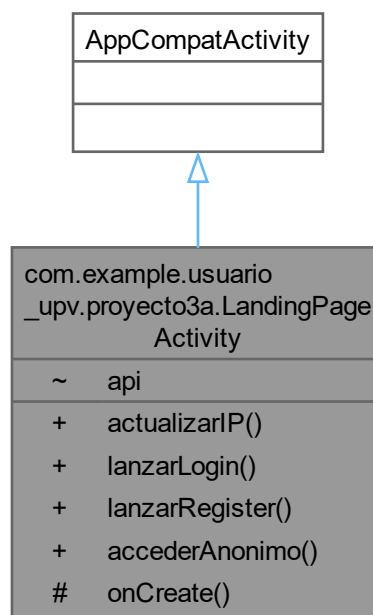 AppCompatActivity
com.example.usuario
_upv.proyecto3a.LandingPage
Activity
~ api
+ actualizarIP()
+ lanzarLogin()
+ lanzarRegister()
+ accederAnonimo()
# onCreate()